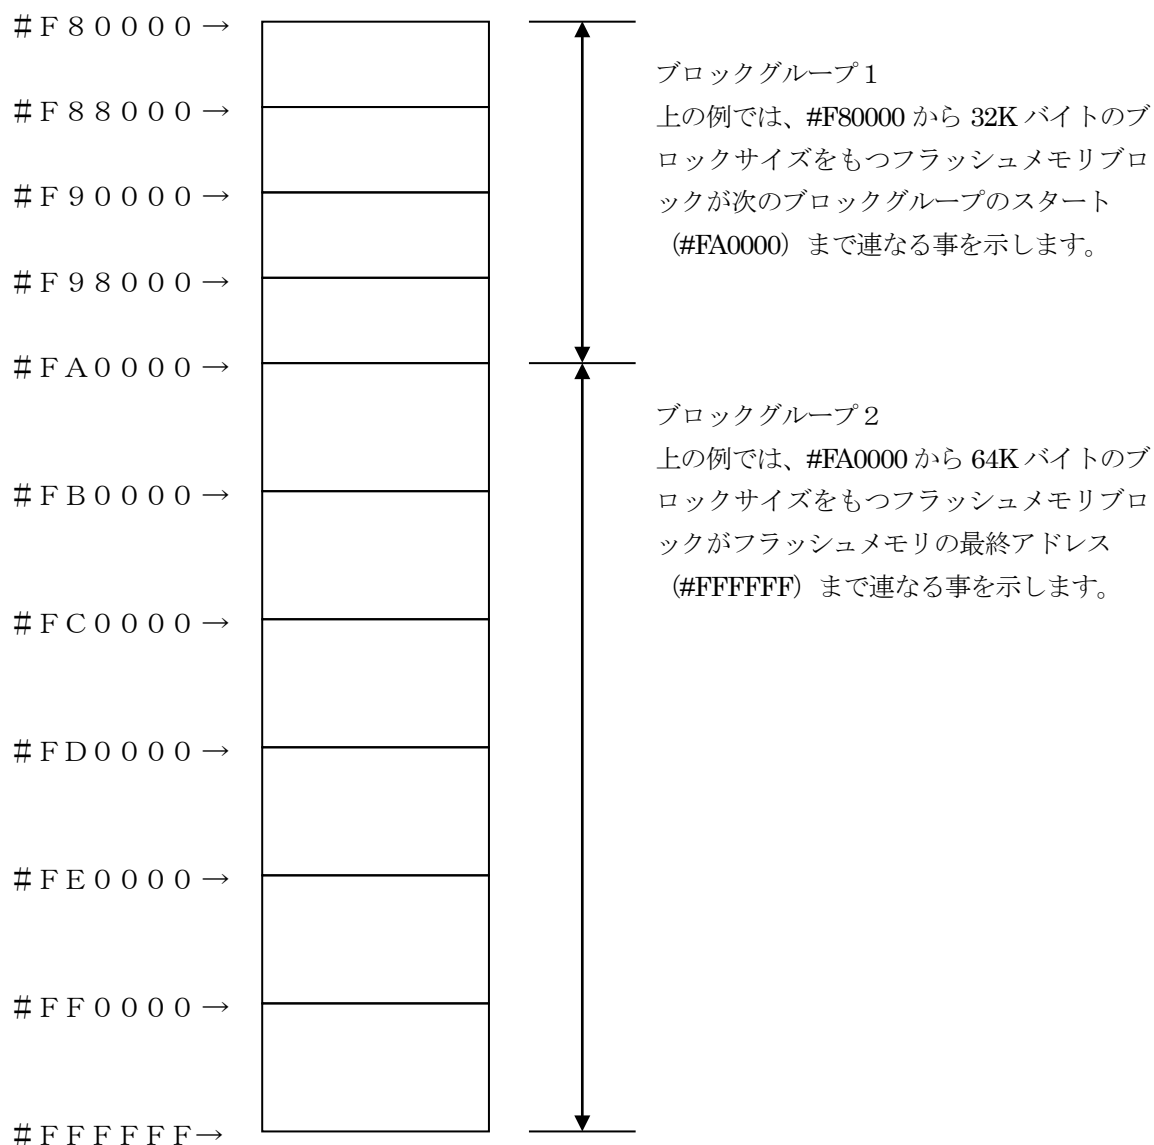 #F80000→
ブロックグループ1
#F88000→
上の例では、#F80000 から 32K バイトのブ
ロックサイズをもつフラッシュメモリブロ
#F90000→
ックが次のブロックグループのスタート
(#FA0000) まで連なる事を示します。
#F98000→
#FA0000→
ブロックグループ2
上の例では、#FA0000 から 64K バイトのブ
#FB0000→
ロックサイズをもつフラッシュメモリブロ
ックがフラッシュメモリの最終アドレス
(#FFFFFF) まで連なる事を示します。
#FC0000→
#FD0000→
#FE0000→
#FF0000→
#FFFFFF→